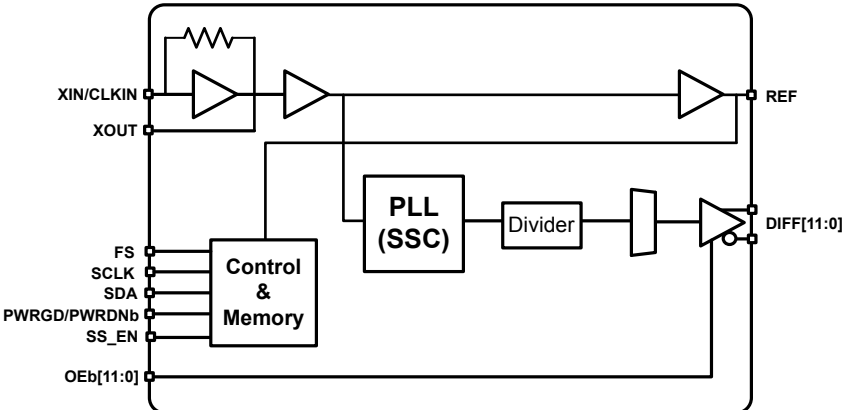 XIN/CLKIN
REF
XOUT
PLL
(SSC)
Divider
DIFF[11:0]
FS
SCLK
SDA
PWRGD/PWRDNb
SS_EN
Control
&
Memory
OEb[11:0]